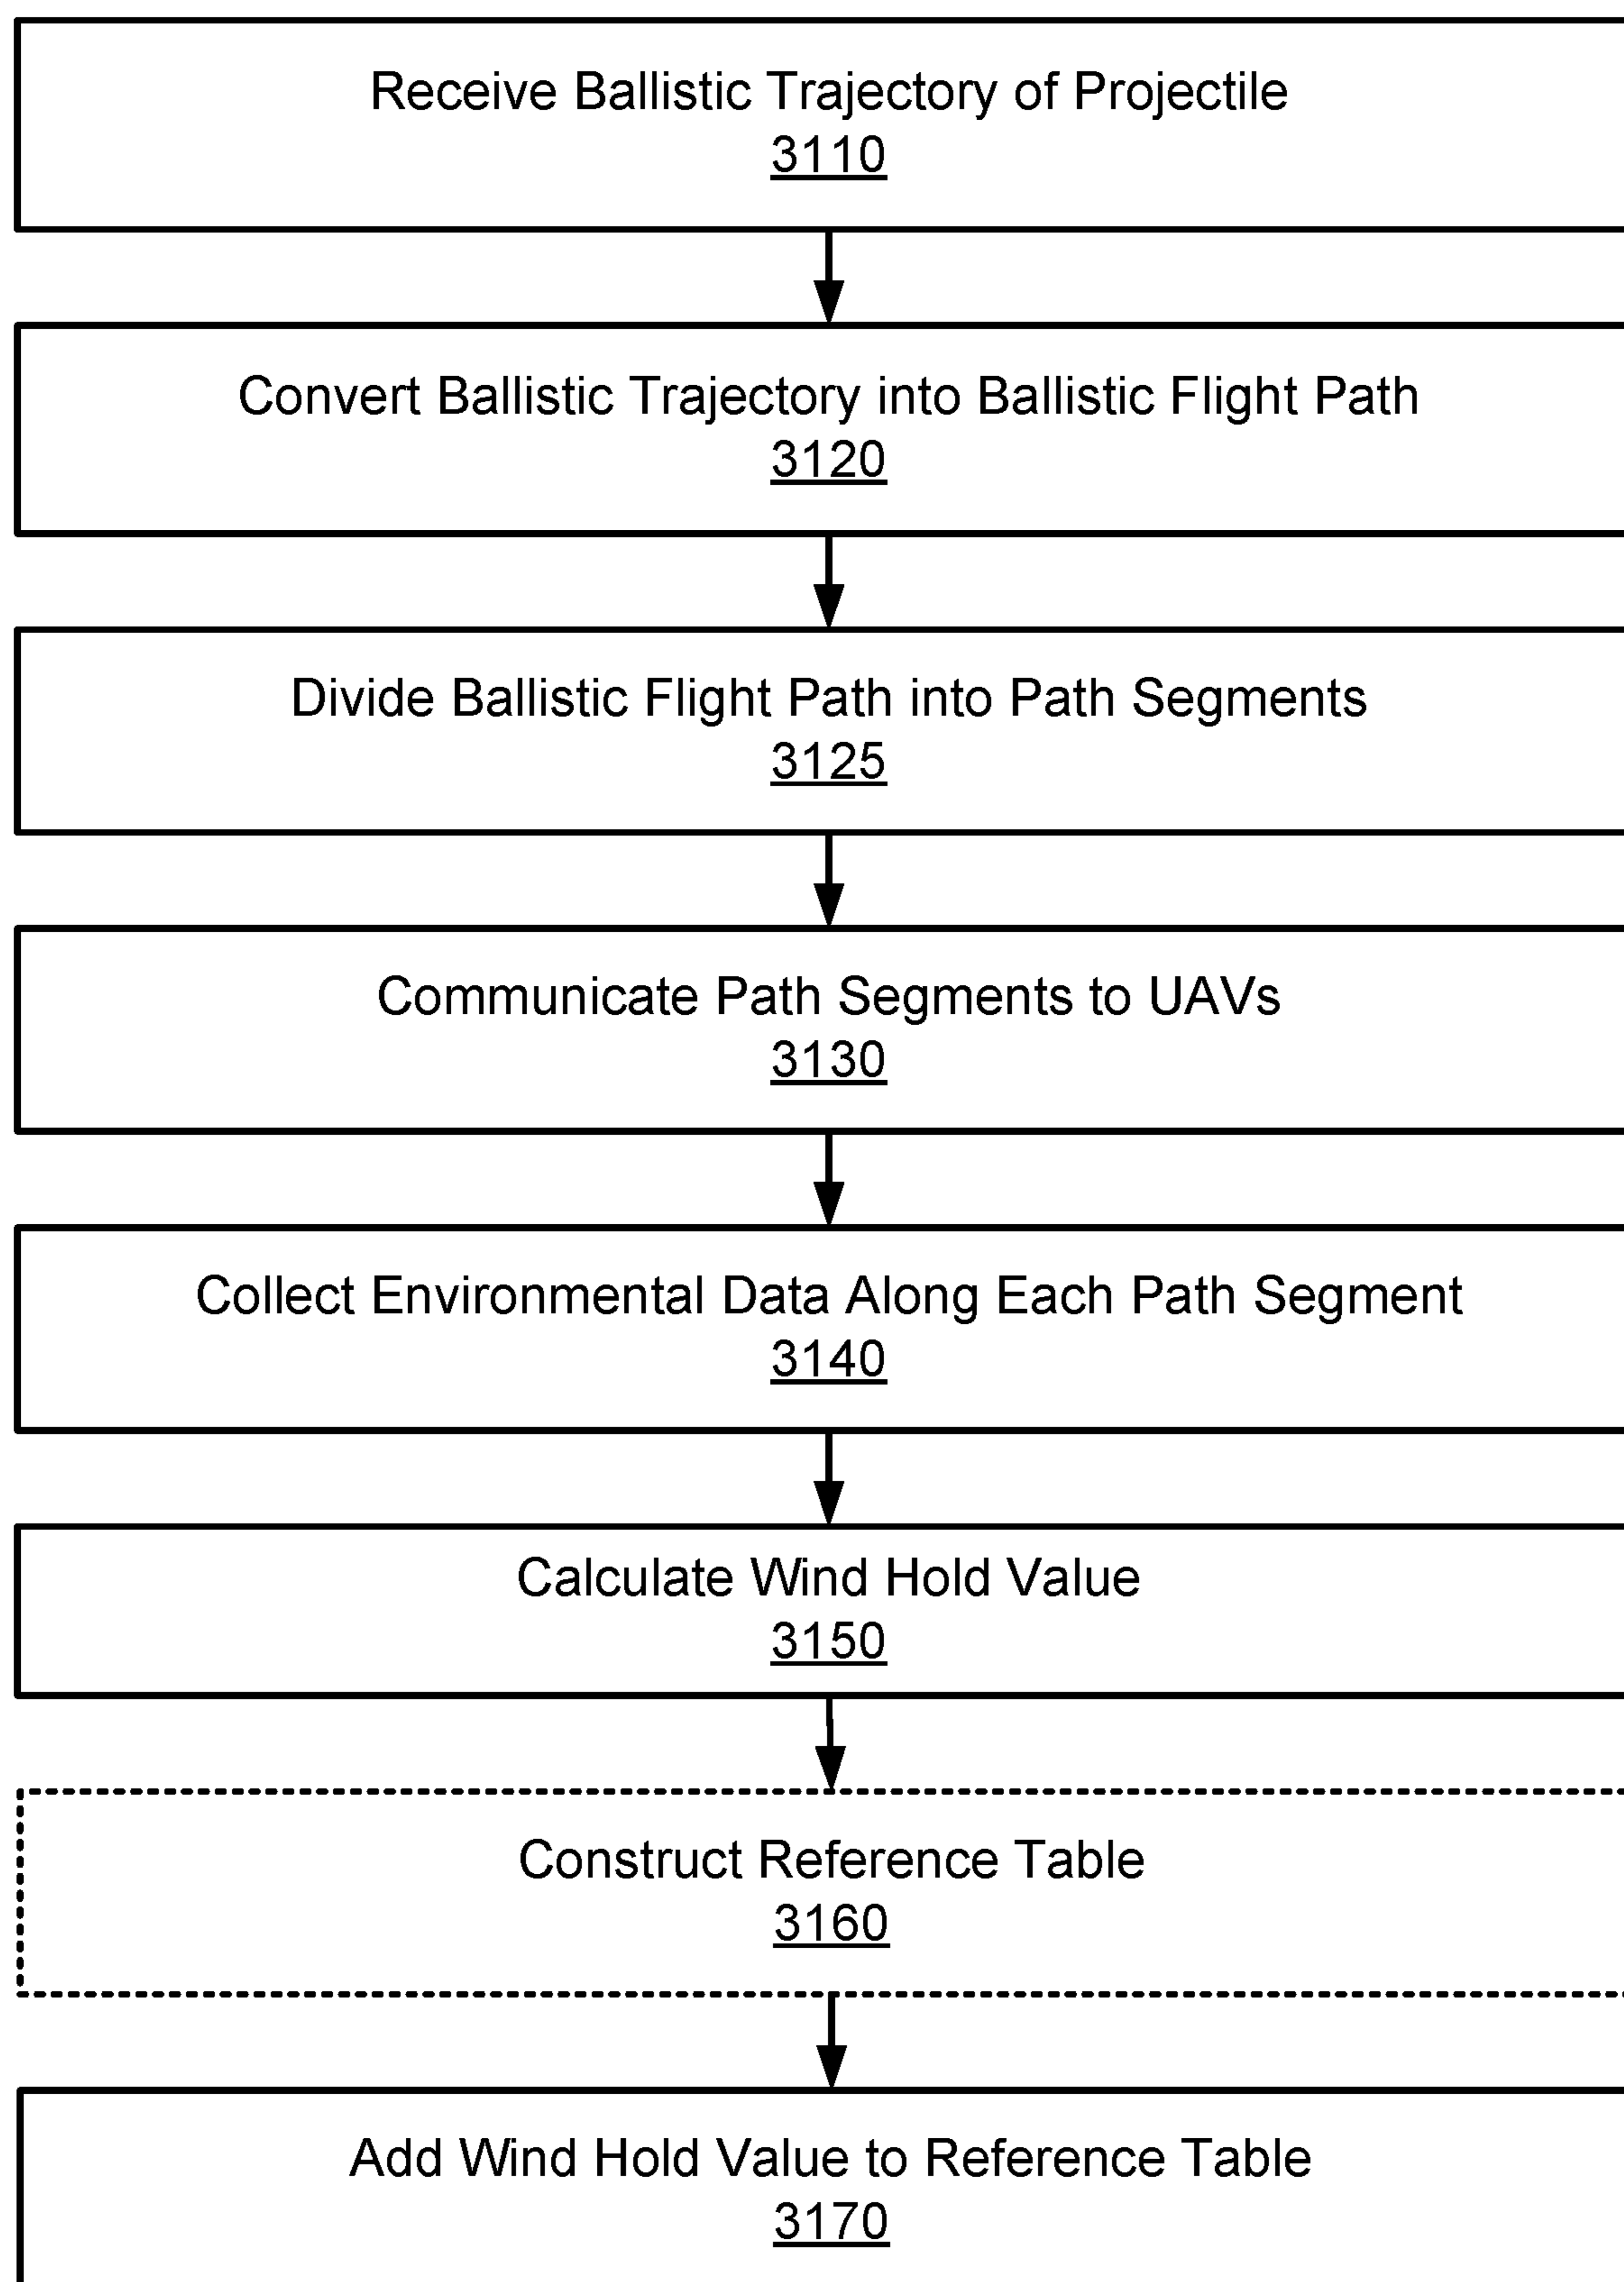 Receive Ballistic Trajectory of Projectile
3110
Convert Ballistic Trajectory into Ballistic Flight Path
3120
Divide Ballistic Flight Path into Path Segments
3125
Communicate Path Segments to UAVs
3130
Collect Environmental Data Along Each Path Segment
3140
Calculate Wind Hold Value
3150
Construct Reference Table
3160
Add Wind Hold Value to Reference Table
3170